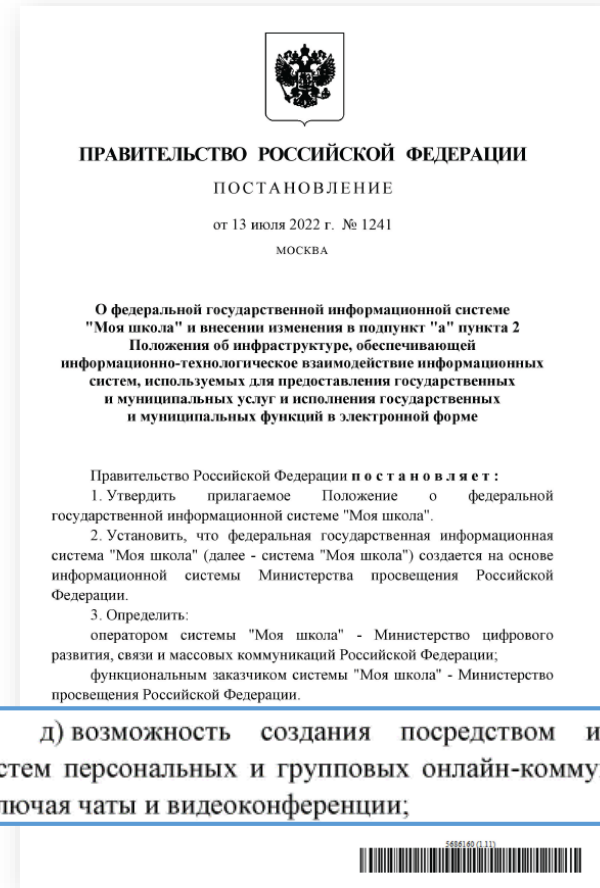 ПРАВИТЕЛЬСТВО РОССИЙСКОЙ ФЕДЕРАЦИИ
ПОСТАНОВЛЕНИЕ
от 13 июля 2022 г. № 1241
МОСКВА
О федеральной государственной информационной системе
"Моя школа" и внесении изменения в подпункт "а" пункта 2
Положения об инфраструктуре, обеспечивающей
информационно-технологическое взаимодействие информационных
систем, используемых для предоставления государственных
и муниципальных услуг и исполнения государственных
и муниципальных функций в электронной форме
Правительство Российской Федерации постановляет:
1. Утвердить прилагаемое Положение о федеральной
государственной информационной системе "Моя школа".
2. Установить, что федеральная государственная информационная
система "Моя школа" (далее - система "Моя школа") создается на основе
информационной системы Министерства просвещения Российской
Федерации.
3. Определить:
оператором системы "Моя школа" - Министерство цифрового
развития, связи и массовых коммуникаций Российской Федерации;
функциональным заказчиком системы "Моя школа" - Министерство
просвещения Российской Федерации.
д) возможность создания посредством и
стем персональных и групповых онлайн-комму
лючая чаты и видеоконференции;
5686160 (1.11)